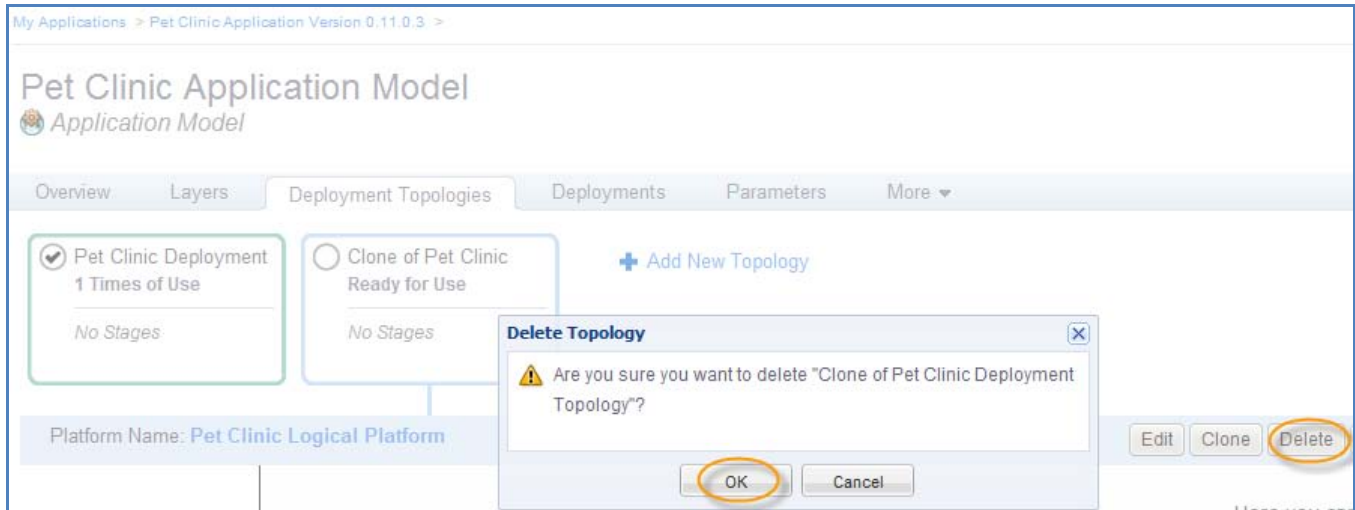 My Applications > Pet Clinic Application Version 0.11.0.3 >
Pet Clinic Application Model
Application Model
Overview Layers Deployment Topologies Deployments Parameters More
Pet Clinic Deployment
1 Times of Use
No Stages
Clone of Pet Clinic
Ready for Use
No Stages
Add New Topology
Delete Topology
Are you sure you want to delete "Clone of Pet Clinic Deployment
Topology"?
OK Cancel
Platform Name: Pet Clinic Logical Platform
Edit Clone Delete